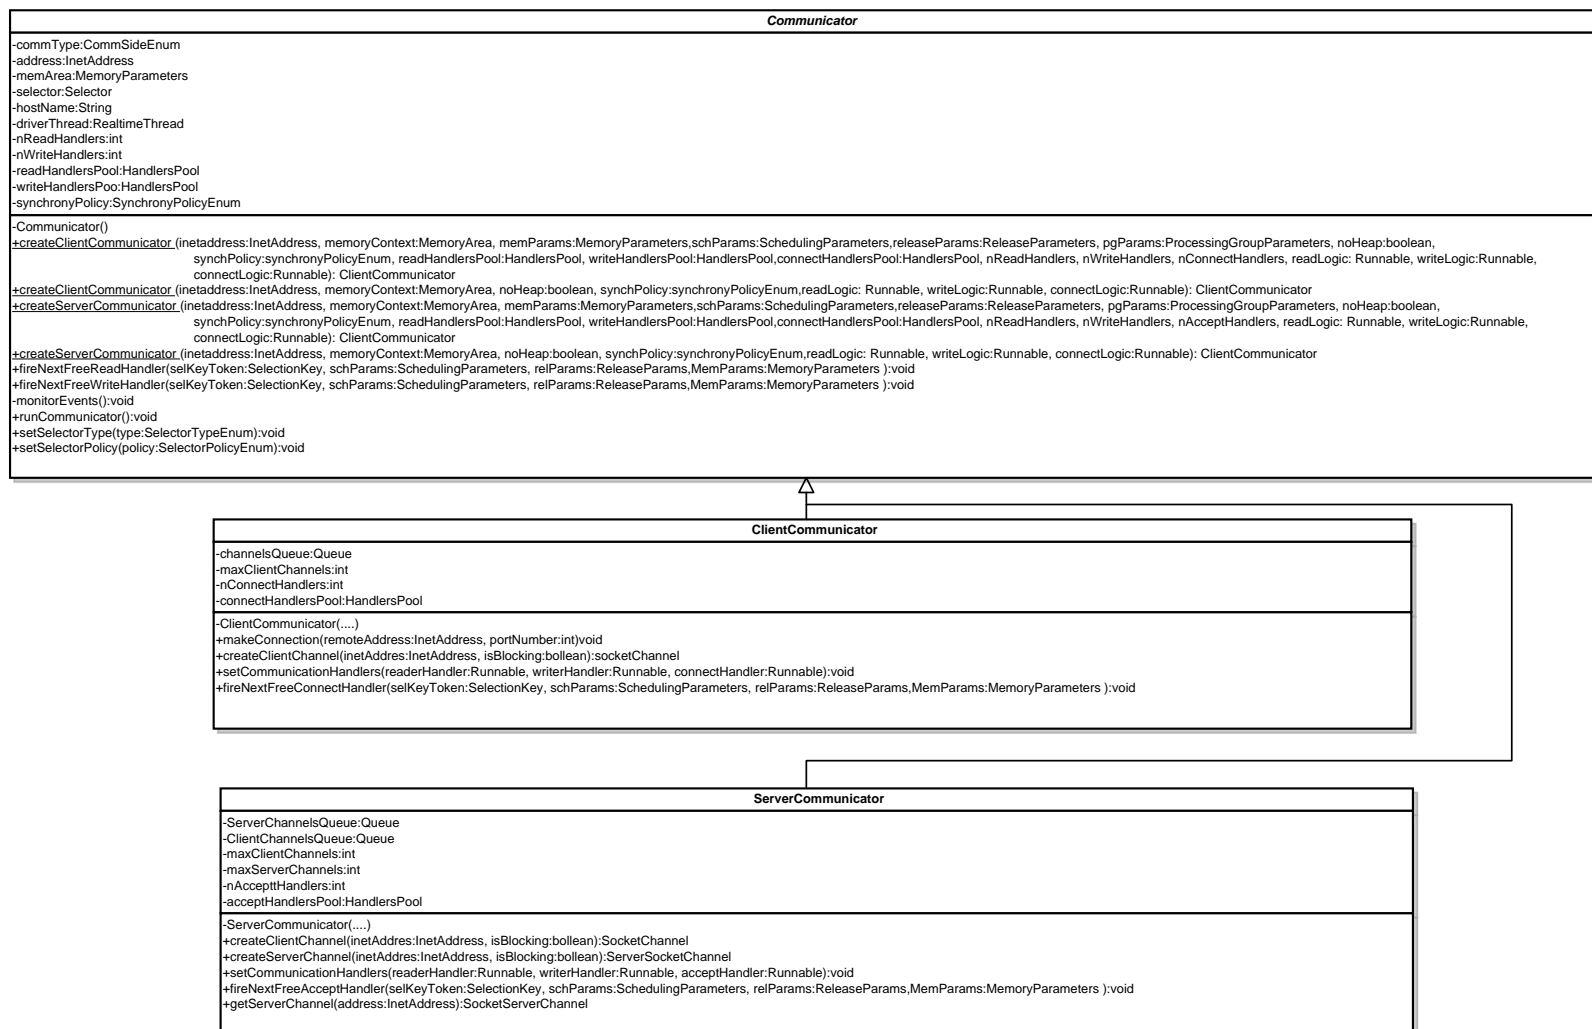 Communicator
-commType:CommSideEnum
-address:InetAddress
-memArea:MemoryParameters
-selector:Selector
-hostName:String
-driverThread:RealtimeThread
-nReadHandlers:int
-nWriteHandlers:int
-readHandlersPool:HandlersPool
-writeHandlersPoo:HandlersPool
-synchronyPolicy:SynchronyPolicyEnum
-Communicator()
+createClientCommunicator (inetaddress:InetAddress, memoryContext:MemoryArea, memParams:MemoryParameters,schParams:SchedulingParameters,releaseParams:ReleaseParameters, pgParams:ProcessingGroupParameters, noHeap:boolean,
synchPolicy:synchronyPolicyEnum, readHandlersPool:HandlersPool, writeHandlersPool:HandlersPool,connectHandlersPool:HandlersPool, nReadHandlers, nWriteHandlers, nConnectHandlers, readLogic: Runnable, writeLogic:Runnable,
connectLogic:Runnable): ClientCommunicator
+createClientCommunicator (inetaddress:InetAddress, memoryContext:MemoryArea, noHeap:boolean, synchPolicy:synchronyPolicyEnum,readLogic: Runnable, writeLogic:Runnable, connectLogic:Runnable): ClientCommunicator
+createServerCommunicator (inetaddress:InetAddress, memoryContext:MemoryArea, memParams:MemoryParameters,schParams:SchedulingParameters,releaseParams:ReleaseParameters, pgParams:ProcessingGroupParameters, noHeap:boolean,
synchPolicy:synchronyPolicyEnum, readHandlersPool:HandlersPool, writeHandlersPool:HandlersPool,connectHandlersPool:HandlersPool, nReadHandlers, nWriteHandlers, nAcceptHandlers, readLogic: Runnable, writeLogic:Runnable,
connectLogic:Runnable): ClientCommunicator
+createServerCommunicator (inetaddress:InetAddress, memoryContext:MemoryArea, noHeap:boolean, synchPolicy:synchronyPolicyEnum,readLogic: Runnable, writeLogic:Runnable, connectLogic:Runnable): ClientCommunicator
+fireNextFreeReadHandler(selKeyToken:SelectionKey, schParams:SchedulingParameters, relParams:ReleaseParams,MemParams:MemoryParameters ):void
+fireNextFreeWriteHandler(selKeyToken:SelectionKey, schParams:SchedulingParameters, relParams:ReleaseParams,MemParams:MemoryParameters ):void
-monitorEvents():void
+runCommunicator():void
+setSelectorType(type:SelectorTypeEnum):void
+setSelectorPolicy(policy:SelectorPolicyEnum):void
ClientCommunicator
-channelsQueue:Queue
-maxClientChannels:int
-nConnectHandlers:int
-connectHandlersPool:HandlersPool
-ClientCommunicator(....)
+makeConnection(remoteAddress:InetAddress, portNumber:int)void
+createClientChannel(inetAddres:InetAddress, isBlocking:bollean):socketChannel
+setCommunicationHandlers(readerHandler:Runnable, writerHandler:Runnable, connectHandler:Runnable):void
+fireNextFreeConnectHandler(selKeyToken:SelectionKey, schParams:SchedulingParameters, relParams:ReleaseParams,MemParams:MemoryParameters ):void
ServerCommunicator
-ServerChannelsQueue:Queue
-ClientChannelsQueue:Queue
-maxClientChannels:int
-maxServerChannels:int
-nAccepttHandlers:int
-acceptHandlersPool:HandlersPool
-ServerCommunicator(....)
+createClientChannel(inetAddres:InetAddress, isBlocking:bollean):SocketChannel
+createServerChannel(inetAddres:InetAddress, isBlocking:bollean):ServerSocketChannel
+setCommunicationHandlers(readerHandler:Runnable, writerHandler:Runnable, acceptHandler:Runnable):void
+fireNextFreeAcceptHandler(selKeyToken:SelectionKey, schParams:SchedulingParameters, relParams:ReleaseParams,MemParams:MemoryParameters ):void
+getServerChannel(address:InetAddress):SocketServerChannel